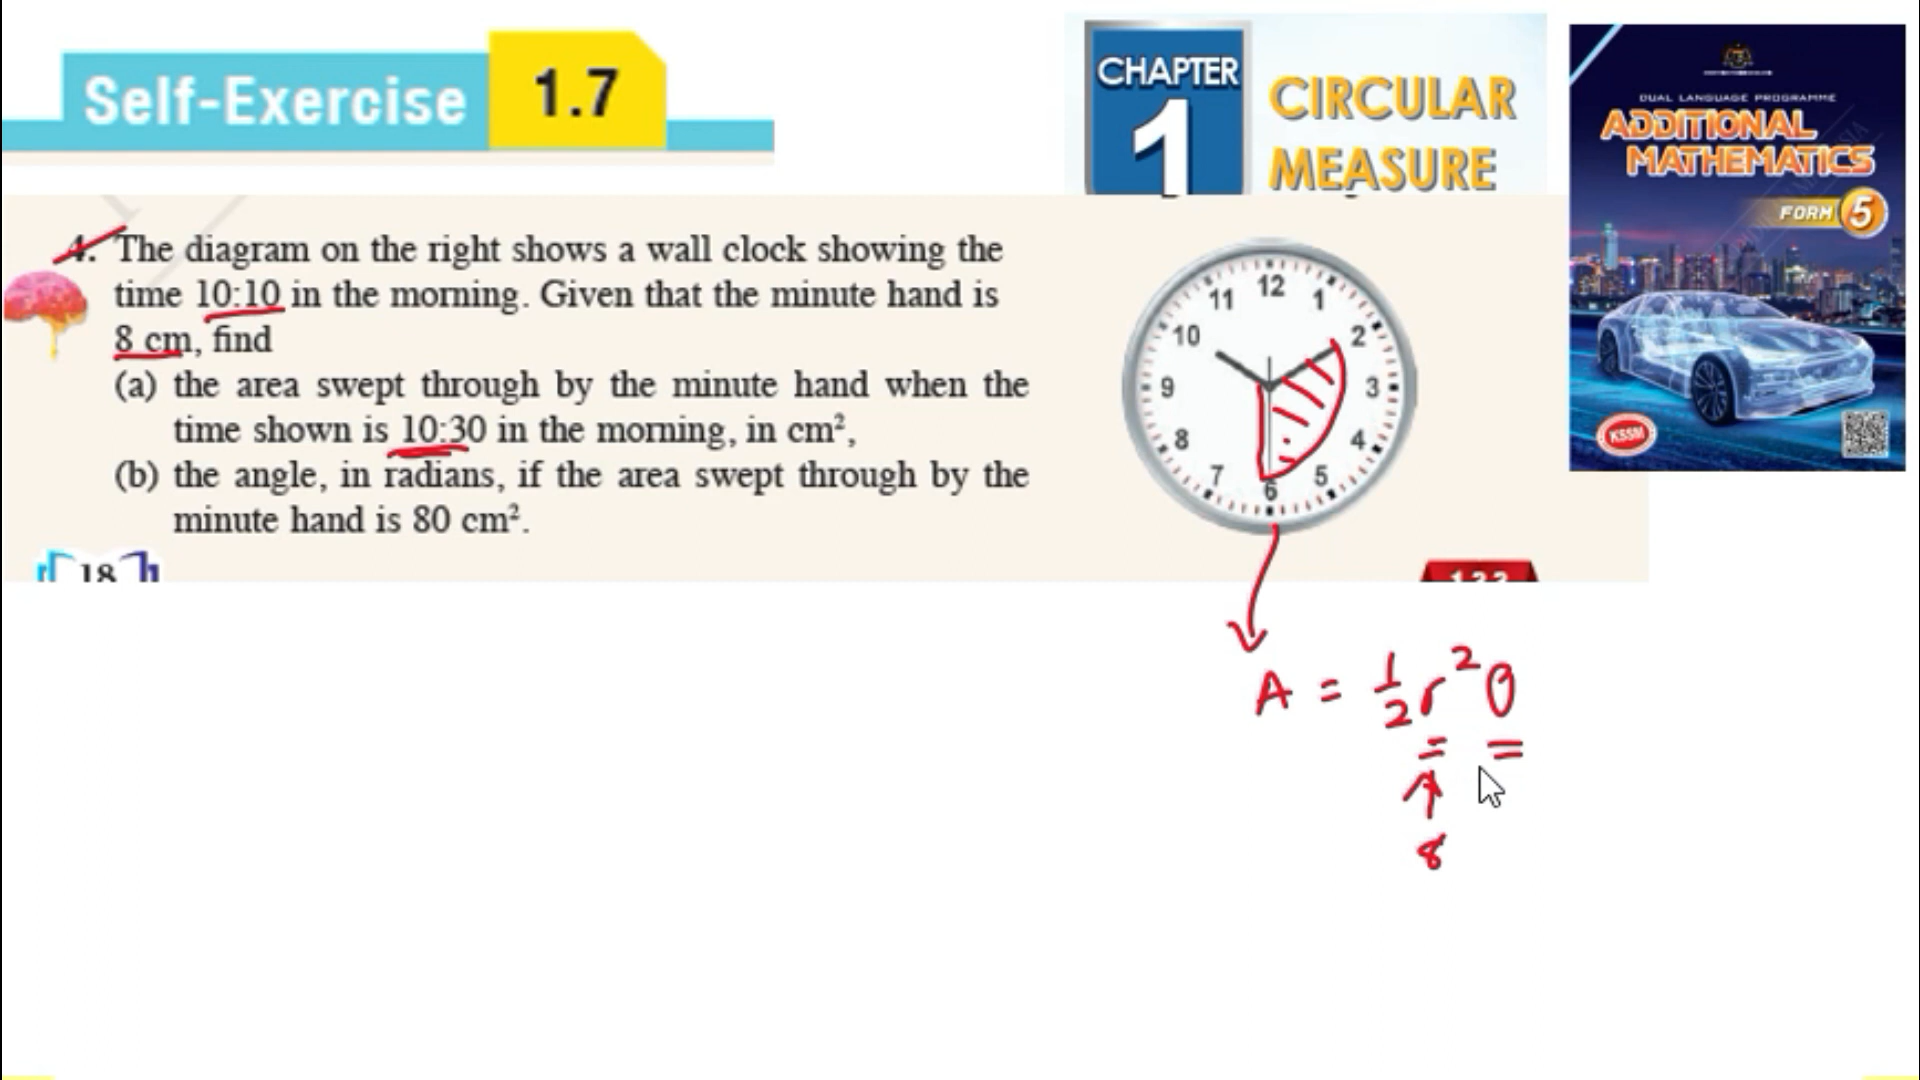 Self-Exercise 1.7
CHAPTER
1
CIRCULAR
MEASURE
DUAL LANGUAGE PROGRAMME
ADDITIONAL
MATHEMATICS
FORM 5
KSSM
4. The diagram on the right shows a wall clock showing the
time 10:10 in the morning. Given that the minute hand is
8 cm, find
(a) the area swept through by the minute hand when the
time shown is 10:30 in the morning, in cm²,
(b) the angle, in radians, if the area swept through by the
minute hand is 80 cm².
12
1
2
3
4
5
6
7
8
9
10
11
18
A = ½r²θ
8